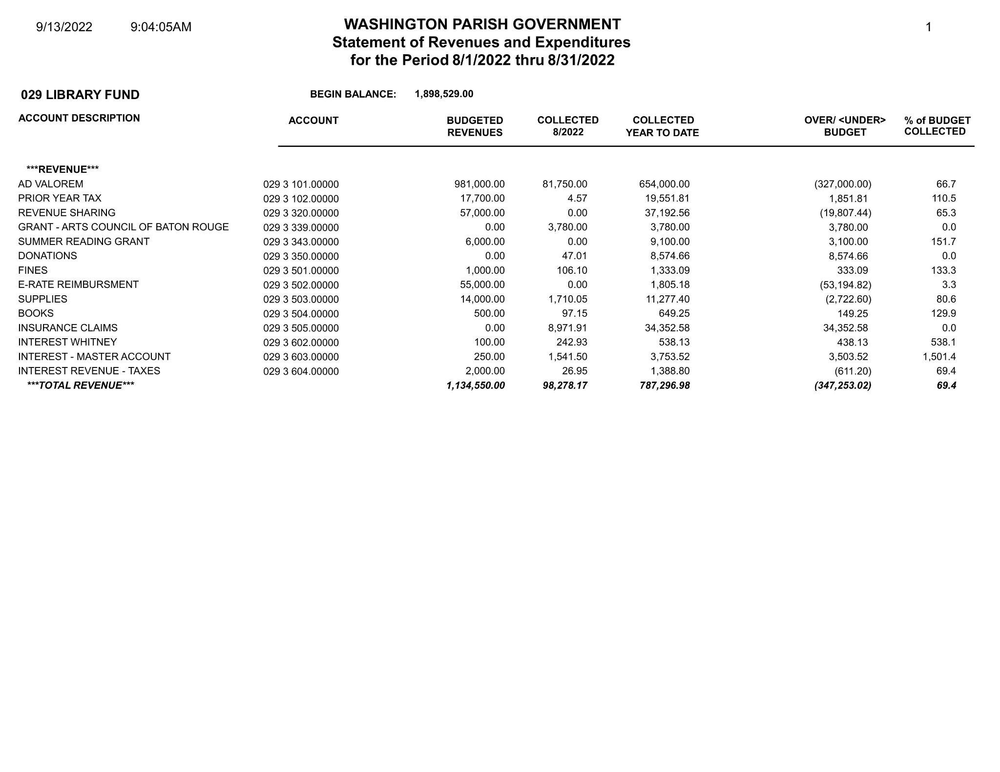 9/13/2022 9:04:05AM WASHINGTON PARISH GOVERNMENT 1
Statement of Revenues and Expenditures
for the Period 8/1/2022 thru 8/31/2022
029 LIBRARY FUND BEGIN BALANCE: 1,898,529.00
ACCOUNT DESCRIPTION ACCOUNT BUDGETED COLLECTED COLLECTED OVER/ <UNDER> % of BUDGET
REVENUES 8/2022 YEAR TO DATE BUDGET COLLECTED
***REVENUE***
AD VALOREM 029 3 101.00000 981,000.00 81,750.00 654,000.00 (327,000.00) 66.7
PRIOR YEAR TAX 029 3 102.00000 17,700.00 4.57 19,551.81 1,851.81 110.5
REVENUE SHARING 029 3 320.00000 57,000.00 0.00 37,192.56 (19,807.44) 65.3
GRANT - ARTS COUNCIL OF BATON ROUGE 029 3 339.00000 0.00 3,780.00 3,780.00 3,780.00 0.0
SUMMER READING GRANT 029 3 343.00000 6,000.00 0.00 9,100.00 3,100.00 151.7
DONATIONS 029 3 350.00000 0.00 47.01 8,574.66 8,574.66 0.0
FINES 029 3 501.00000 1,000.00 106.10 1,333.09 333.09 133.3
E-RATE REIMBURSMENT 029 3 502.00000 55,000.00 0.00 1,805.18 (53,194.82) 3.3
SUPPLIES 029 3 503.00000 14,000.00 1,710.05 11,277.40 (2,722.60) 80.6
BOOKS 029 3 504.00000 500.00 97.15 649.25 149.25 129.9
INSURANCE CLAIMS 029 3 505.00000 0.00 8,971.91 34,352.58 34,352.58 0.0
INTEREST WHITNEY 029 3 602.00000 100.00 242.93 538.13 438.13 538.1
INTEREST - MASTER ACCOUNT 029 3 603.00000 250.00 1,541.50 3,753.52 3,503.52 1,501.4
INTEREST REVENUE - TAXES 029 3 604.00000 2,000.00 26.95 1,388.80 (611.20) 69.4
***TOTAL REVENUE*** 1,134,550.00 98,278.17 787,296.98 (347,253.02) 69.4